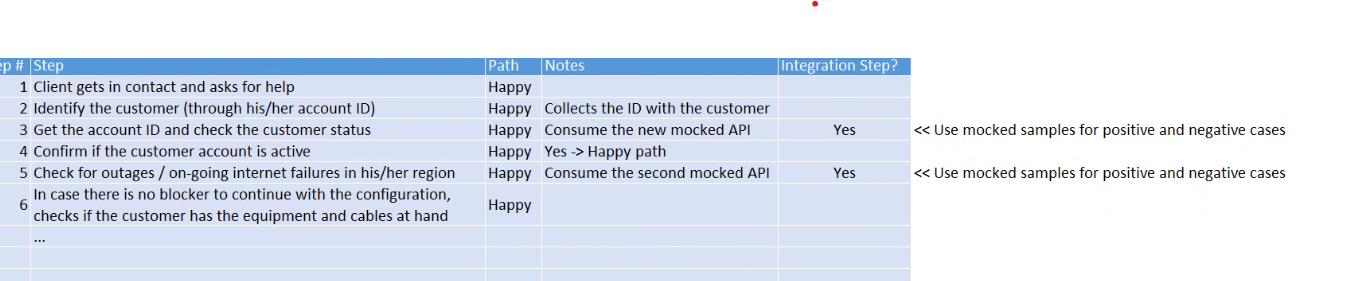 ep # Step Path Notes Integration Step?
1 Client gets in contact and asks for help Happy
2 Identify the customer (through his/her account ID) Happy Collects the ID with the customer
3 Get the account ID and check the customer status Happy Consume the new mocked API Yes << Use mocked samples for positive and negative cases
4 Confirm if the customer account is active Happy Yes -> Happy path
5 Check for outages / on-going internet failures in his/her region Happy Consume the second mocked API Yes << Use mocked samples for positive and negative cases
6 In case there is no blocker to continue with the configuration,
checks if the customer has the equipment and cables at hand Happy
...